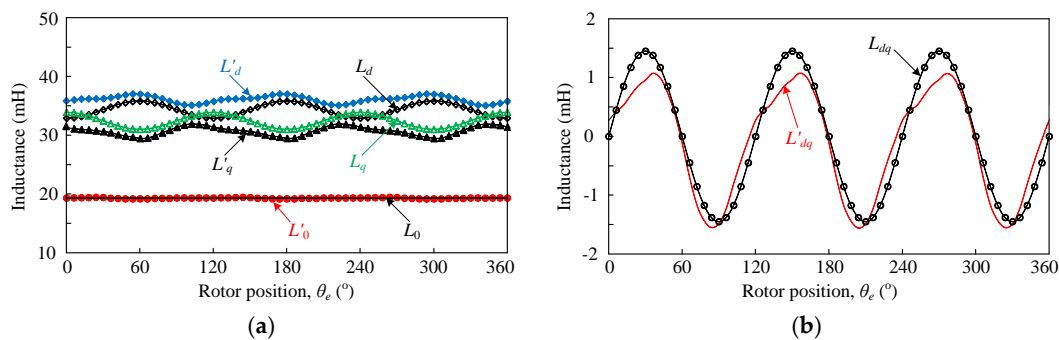 50
40
30
20
10
Inductance (mH)
L'd
Ld
L'q
Lq
L'0
L0
0 60 120 180 240 300 360
Rotor position, θe (o)
(a)
2
1
0
-1
-2
Inductance (mH)
Ldq
L'dq
0 60 120 180 240 300 360
Rotor position, θe (o)
(b)